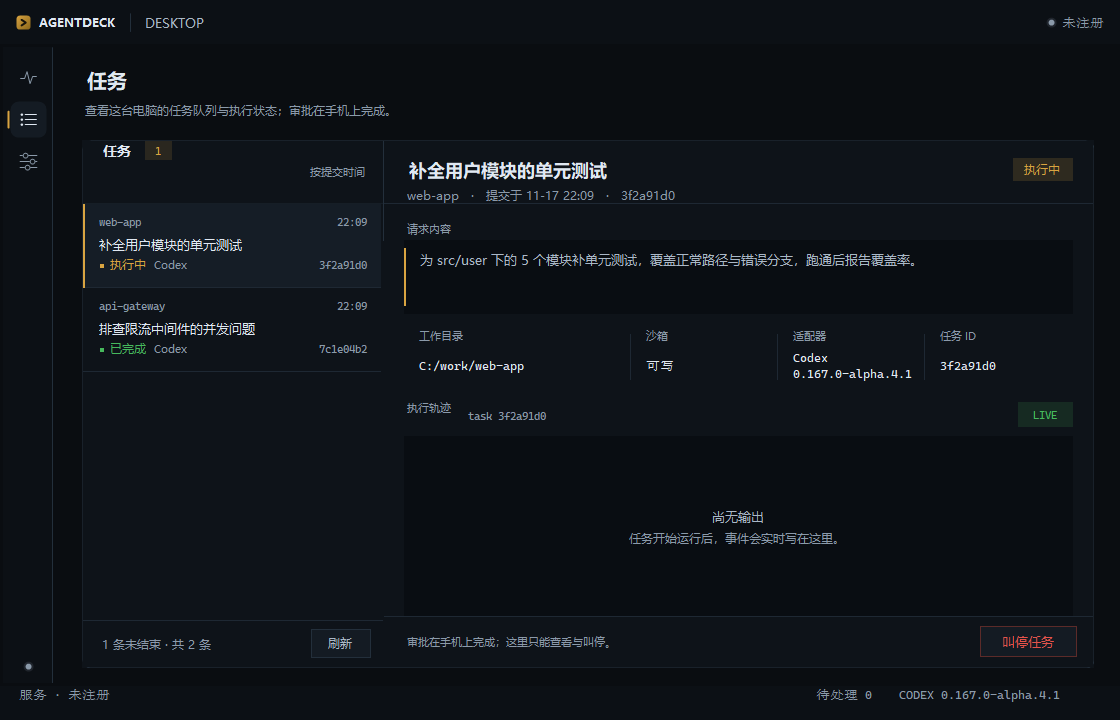 AGENTDECK DESKTOP 未注册
任务
查看这台电脑的任务队列与执行状态；审批在手机上完成。
任务 1
按提交时间
web-app 22:09
补全用户模块的单元测试
执行中 Codex 3f2a91d0
api-gateway 22:09
排查限流中间件的并发问题
已完成 Codex 7c1e04b2
1 条未结束 · 共 2 条 刷新
补全用户模块的单元测试 执行中
web-app · 提交于 11-17 22:09 · 3f2a91d0
请求内容
为 src/user 下的 5 个模块补单元测试，覆盖正常路径与错误分支，跑通后报告覆盖率。
工作目录 沙箱 适配器 任务 ID
C:/work/web-app 可写 Codex 0.167.0-alpha.4.1 3f2a91d0
执行轨迹 task 3f2a91d0 LIVE
尚无输出
任务开始运行后，事件会实时写在这里。
审批在手机上完成；这里只能查看与叫停。 叫停任务
服务 · 未注册 待处理 0 CODEX 0.167.0-alpha.4.1